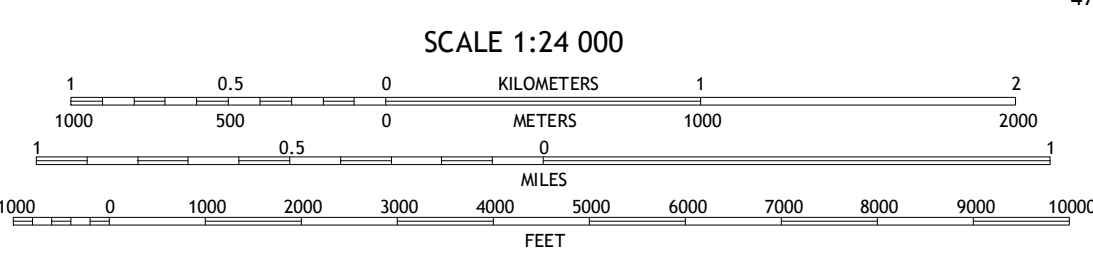 SCALE 1:24 000
1 0.5 0 KILOMETERS 1 2
1000 500 0 METERS 1000 2000
1 0.5 0 1
MILES
1000 0 1000 2000 3000 4000 5000 6000 7000 8000 9000 10000
FEET